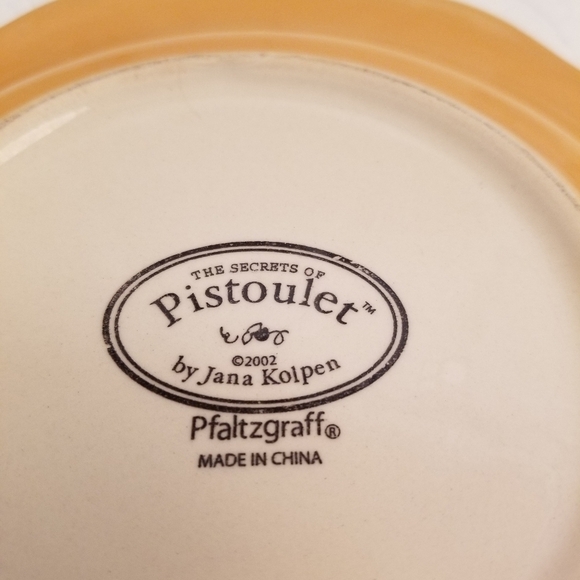 THE SECRETS OF
Pistoulet™
©2002
by Jana Kolpen
Pfaltzgraff®
MADE IN CHINA